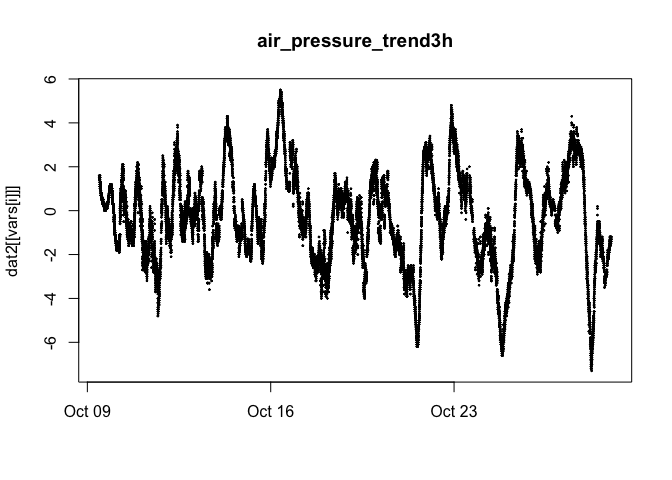 air_pressure_trend3h
dat2[[vars[i]]]
6
4
2
0
-2
-4
-6
Oct 09
Oct 16
Oct 23